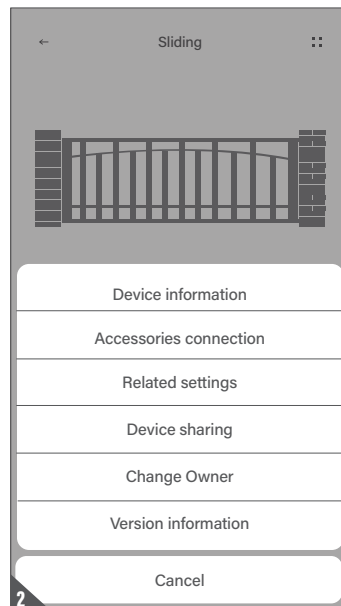 ← Sliding
Device information
Accessories connection
Related settings
Device sharing
Change Owner
Version information
Cancel
2